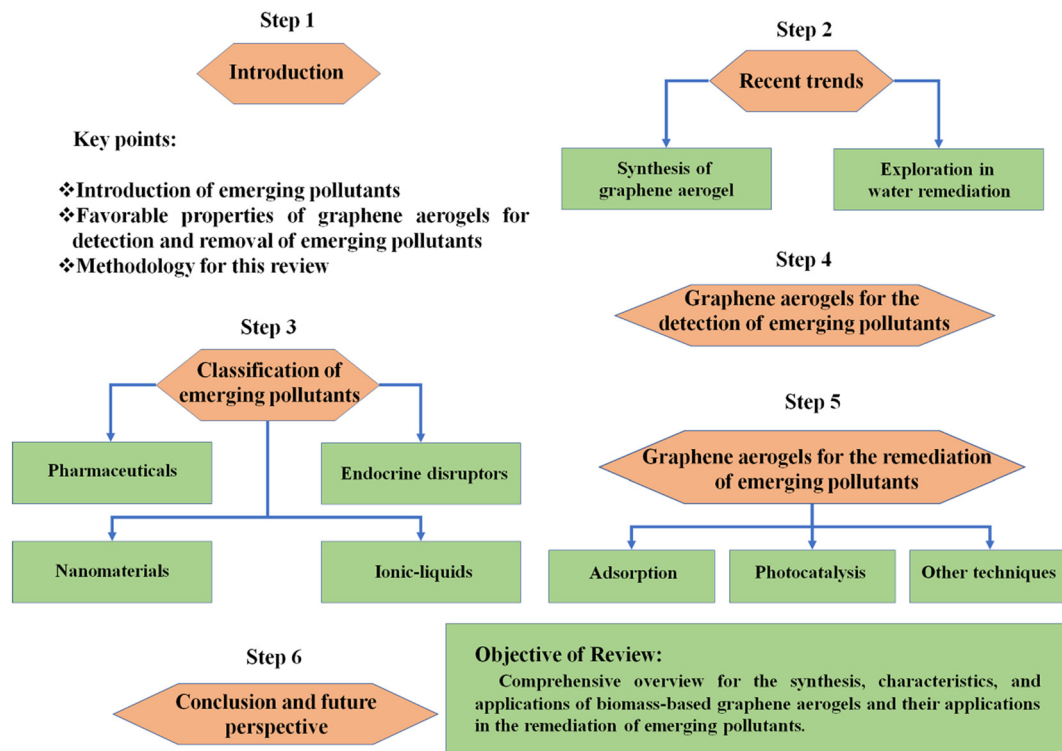 Step 1
Introduction
Key points:
❖Introduction of emerging pollutants
❖Favorable properties of graphene aerogels for
detection and removal of emerging pollutants
❖Methodology for this review
Step 2
Recent trends
Synthesis of
graphene aerogel
Exploration in
water remediation
Step 3
Classification of
emerging pollutants
Pharmaceuticals
Endocrine disruptors
Nanomaterials
Ionic-liquids
Step 4
Graphene aerogels for the
detection of emerging pollutants
Step 5
Graphene aerogels for the remediation
of emerging pollutants
Adsorption
Photocatalysis
Other techniques
Step 6
Conclusion and future
perspective
Objective of Review:
Comprehensive overview for the synthesis, characteristics, and
applications of biomass-based graphene aerogels and their applications
in the remediation of emerging pollutants.